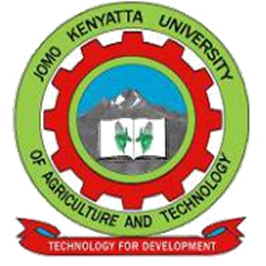 JOMO KENYATTA UNIVERSITY
OF AGRICULTURE AND TECHNOLOGY
TECHNOLOGY FOR DEVELOPMENT